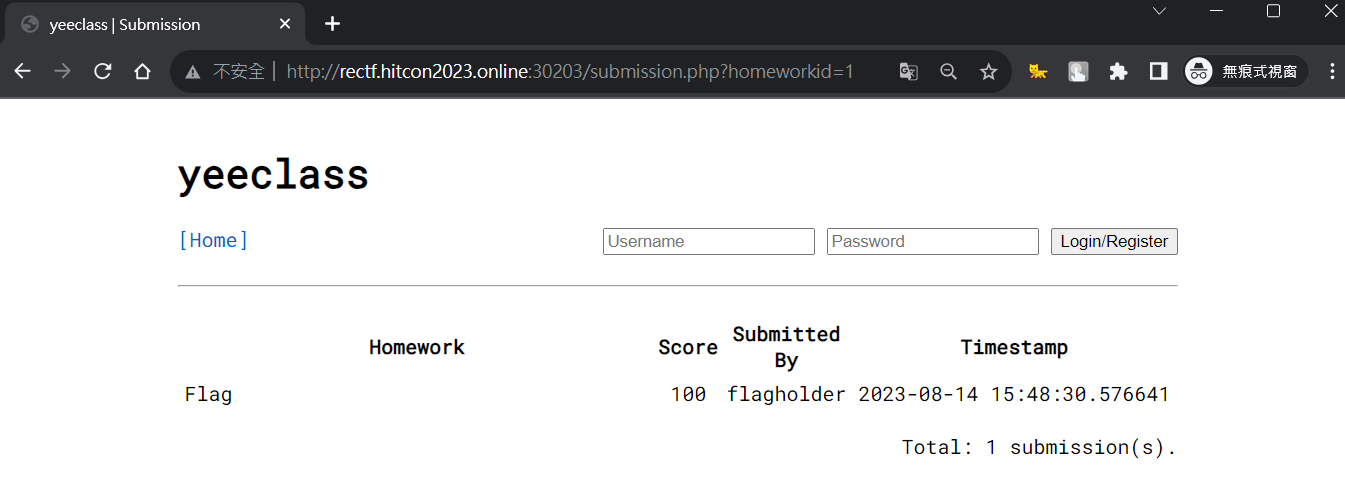 yeeclass | Submission
不安全 | http://rectf.hitcon2023.online:30203/submission.php?homeworkid=1
無痕式視窗
yeeclass
[Home]
Username Password Login/Register
Homework Score Submitted By Timestamp
Flag 100 flagholder 2023-08-14 15:48:30.576641
Total: 1 submission(s).